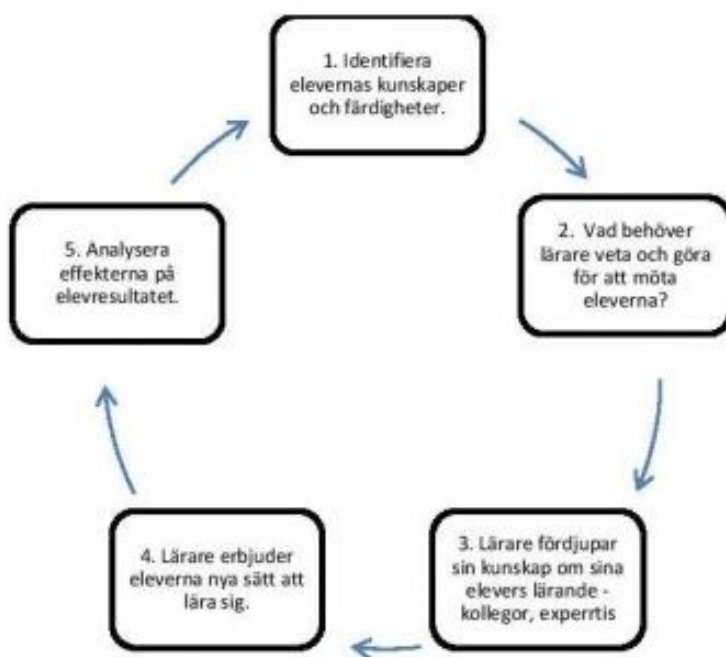 1. Identifiera
elevernas kunskaper
och färdigheter.
2. Vad behöver
lärare veta och göra
för att möta
eleverna?
3. Lärare fördjupar
sin kunskap om sina
elevers lärande -
kollegor, experrtis
4. Lärare erbjuder
eleverna nya sätt att
lära sig.
5. Analysera
effekterna på
elevresultatet.